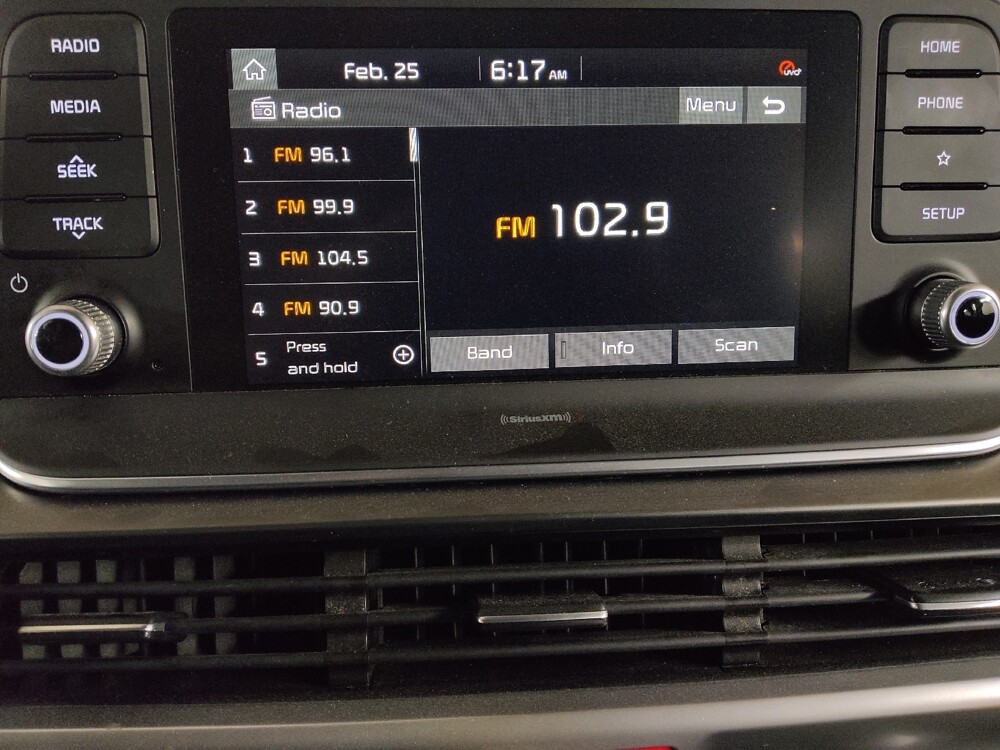 RADIO
MEDIA
SEEK
TRACK
Feb. 25 6:17 AM
UVO
Radio
Menu
1 FM 96.1
2 FM 99.9
3 FM 104.5
4 FM 90.9
5 Press
and hold
FM 102.9
Band Info Scan
HOME
PHONE
SETUP
((SiriusXM))